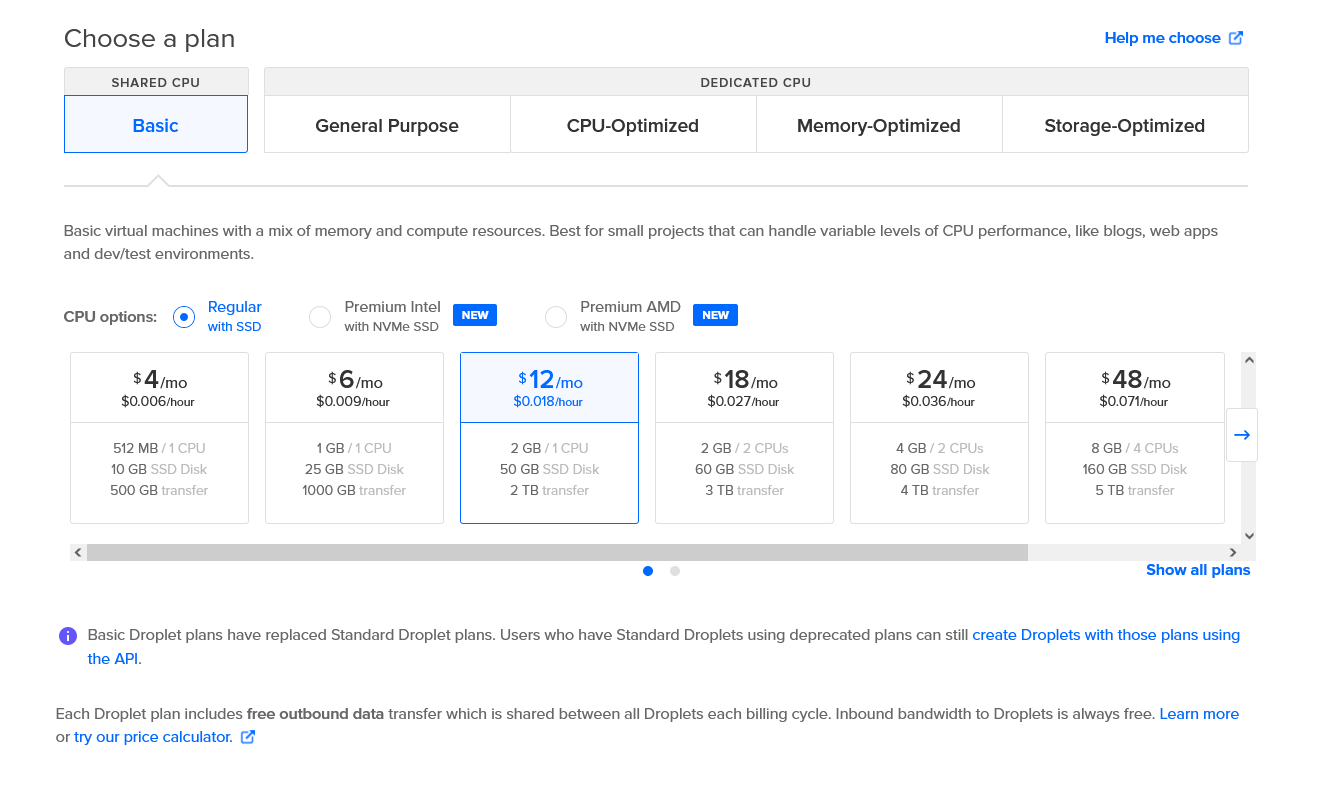 Choose a plan
Help me choose
SHARED CPU
DEDICATED CPU
Basic
General Purpose
CPU-Optimized
Memory-Optimized
Storage-Optimized
Basic virtual machines with a mix of memory and compute resources. Best for small projects that can handle variable levels of CPU performance, like blogs, web apps
and dev/test environments.
CPU options:
Regular
with SSD
Premium Intel
with NVMe SSD
NEW
Premium AMD
with NVMe SSD
NEW
$4/mo
$0.006/hour
512 MB / 1 CPU
10 GB SSD Disk
500 GB transfer
$6/mo
$0.009/hour
1 GB / 1 CPU
25 GB SSD Disk
1000 GB transfer
$12/mo
$0.018/hour
2 GB / 1 CPU
50 GB SSD Disk
2 TB transfer
$18/mo
$0.027/hour
2 GB / 2 CPUs
60 GB SSD Disk
3 TB transfer
$24/mo
$0.036/hour
4 GB / 2 CPUs
80 GB SSD Disk
4 TB transfer
$48/mo
$0.071/hour
8 GB / 4 CPUs
160 GB SSD Disk
5 TB transfer
Show all plans
Basic Droplet plans have replaced Standard Droplet plans. Users who have Standard Droplets using deprecated plans can still create Droplets with those plans using
the API.
Each Droplet plan includes free outbound data transfer which is shared between all Droplets each billing cycle. Inbound bandwidth to Droplets is always free. Learn more
or try our price calculator.